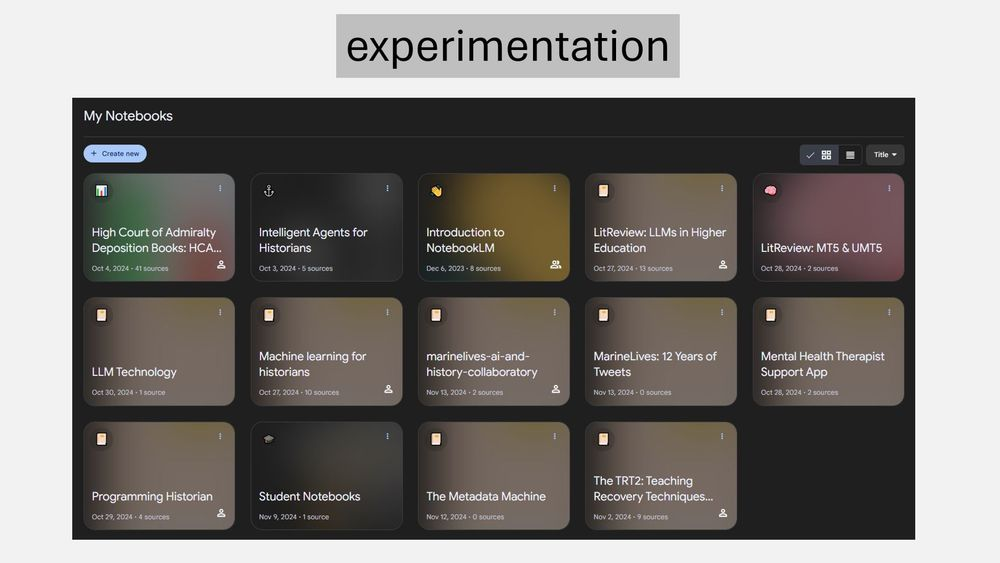 experimentation
My Notebooks
+ Create new
Title
High Court of Admiralty
Deposition Books: HCA...
Oct 4, 2024 • 41 sources
Intelligent Agents for
Historians
Oct 3, 2024 • 5 sources
Introduction to
NotebookLM
Dec 6, 2023 • 8 sources
LitReview: LLMs in Higher
Education
Oct 27, 2024 • 13 sources
LitReview: MT5 & UMT5
Oct 28, 2024 • 2 sources
LLM Technology
Oct 30, 2024 • 1 source
Machine learning for
historians
Oct 27, 2024 • 10 sources
marinelives-ai-and-
history-collaboratory
Nov 13, 2024 • 2 sources
MarineLives: 12 Years of
Tweets
Nov 13, 2024 • 0 sources
Mental Health Therapist
Support App
Oct 28, 2024 • 2 sources
Programming Historian
Oct 29, 2024 • 4 sources
Student Notebooks
Nov 9, 2024 • 1 source
The Metadata Machine
Nov 12, 2024 • 0 sources
The TRT2: Teaching
Recovery Techniques...
Nov 2, 2024 • 9 sources